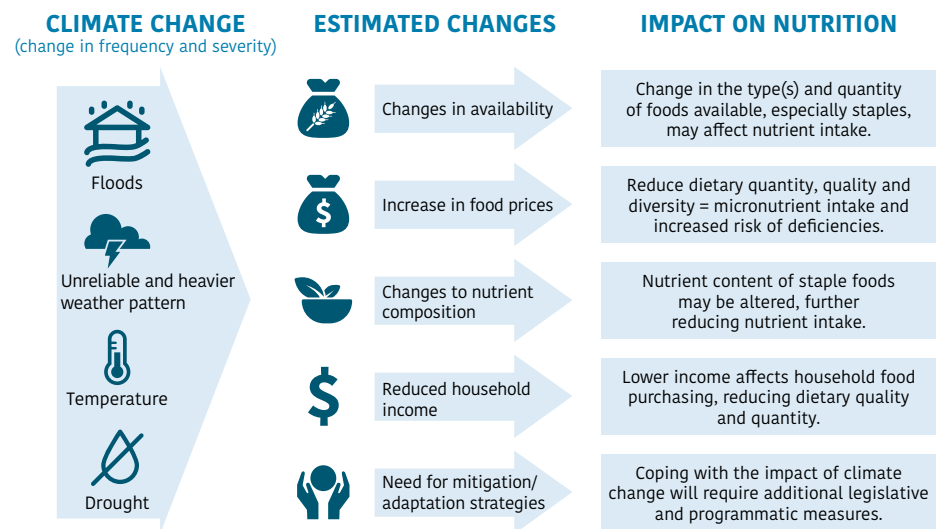 CLIMATE CHANGE
(change in frequency and severity)
Floods
Unreliable and heavier
weather pattern
Temperature
Drought
ESTIMATED CHANGES
$
Changes in availability
Increase in food prices
Changes to nutrient
composition
$
Reduced household
income
Need for mitigation/
adaptation strategies
IMPACT ON NUTRITION
Change in the type(s) and quantity
of foods available, especially staples,
may affect nutrient intake.
Reduce dietary quantity, quality and
diversity = micronutrient intake and
increased risk of deficiencies.
Nutrient content of staple foods
may be altered, further
reducing nutrient intake.
Lower income affects household food
purchasing, reducing dietary quality
and quantity.
Coping with the impact of climate
change will require additional legislative
and programmatic measures.